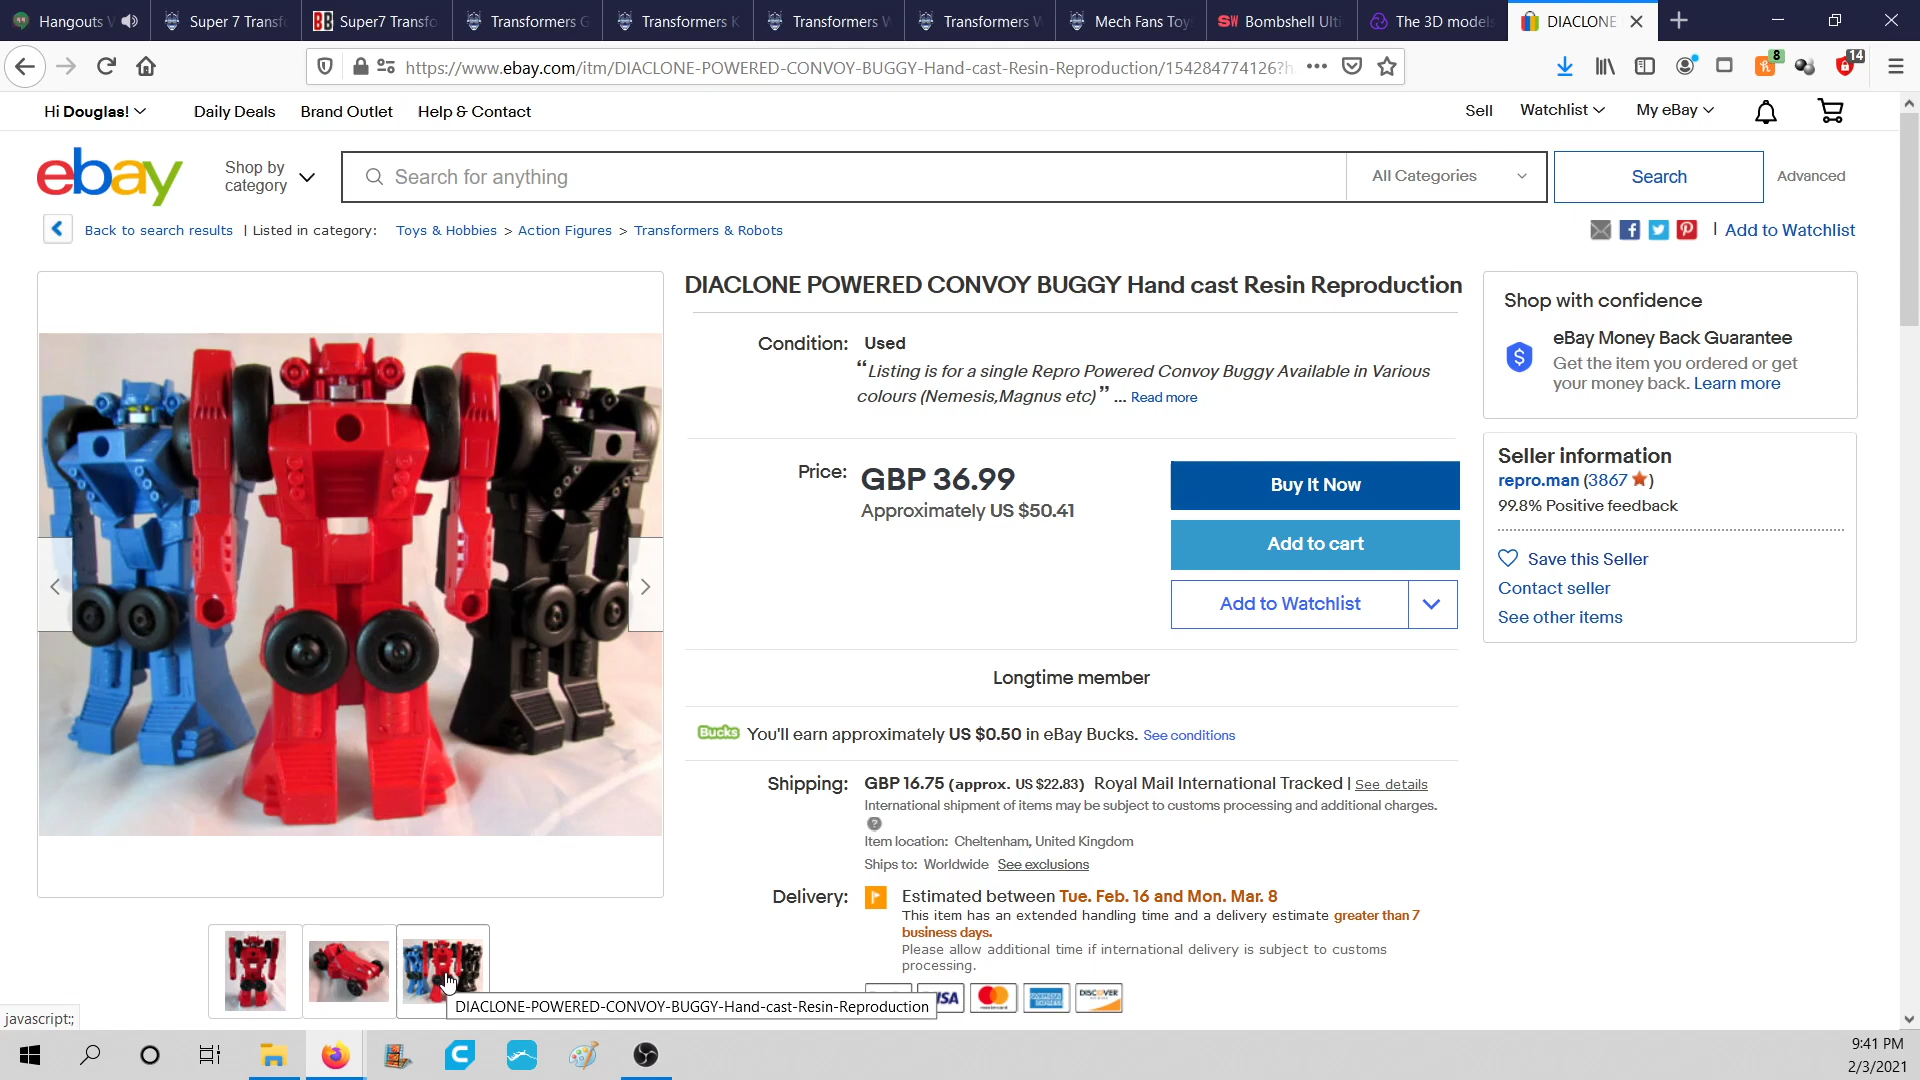 Hangouts V
Super 7 Transfo
BB Super7 Transfo
Transformers G
Transformers K
Transformers W
Transformers W
Mech Fans Toy
SW Bombshell Ulti
The 3D models
DIACLONE
https://www.ebay.com/itm/DIACLONE-POWERED-CONVOY-BUGGY-Hand-cast-Resin-Reproduction/154284774126?h
8
14
Hi Douglas!
Daily Deals
Brand Outlet
Help & Contact
Sell
Watchlist
My eBay
ebay
Shop by
category
Search for anything
All Categories
Search
Advanced
Back to search results | Listed in category: Toys & Hobbies > Action Figures > Transformers & Robots
| Add to Watchlist
DIACLONE POWERED CONVOY BUGGY Hand cast Resin Reproduction
Condition: Used
“Listing is for a single Repro Powered Convoy Buggy Available in Various
colours (Nemesis,Magnus etc)” ... Read more
Price: GBP 36.99
Approximately US $50.41
Buy It Now
Add to cart
Add to Watchlist
Longtime member
Bucks You'll earn approximately US $0.50 in eBay Bucks. See conditions
Shipping: GBP 16.75 (approx. US $22.83) Royal Mail International Tracked | See details
International shipment of items may be subject to customs processing and additional charges.
?
Item location: Cheltenham, United Kingdom
Ships to: Worldwide See exclusions
Delivery: Estimated between Tue. Feb. 16 and Mon. Mar. 8
This item has an extended handling time and a delivery estimate greater than 7
business days.
Please allow additional time if international delivery is subject to customs
processing.
VISA
mastercard
DISCOVER
Shop with confidence
eBay Money Back Guarantee
Get the item you ordered or get
your money back. Learn more
Seller information
repro.man (3867)
99.8% Positive feedback
Save this Seller
Contact seller
See other items
DIACLONE-POWERED-CONVOY-BUGGY-Hand-cast-Resin-Reproduction
javascript:;
9:41 PM
2/3/2021